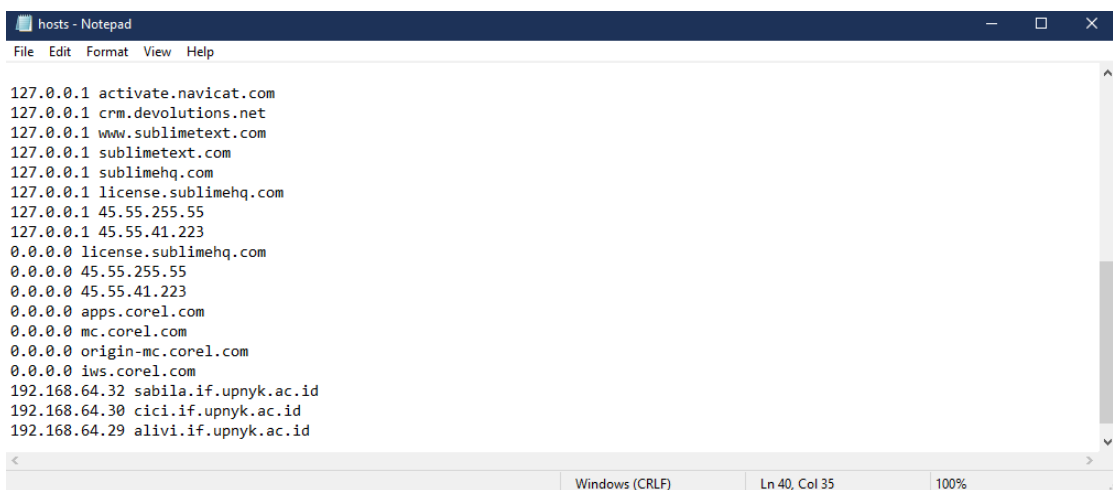 hosts - Notepad
File Edit Format View Help
127.0.0.1 activate.navicat.com
127.0.0.1 crm.devolutions.net
127.0.0.1 www.sublimetext.com
127.0.0.1 sublimetext.com
127.0.0.1 sublimehq.com
127.0.0.1 license.sublimehq.com
127.0.0.1 45.55.255.55
127.0.0.1 45.55.41.223
0.0.0.0 license.sublimehq.com
0.0.0.0 45.55.255.55
0.0.0.0 45.55.41.223
0.0.0.0 apps.corel.com
0.0.0.0 mc.corel.com
0.0.0.0 origin-mc.corel.com
0.0.0.0 iws.corel.com
192.168.64.32 sabila.if.upnyk.ac.id
192.168.64.30 cici.if.upnyk.ac.id
192.168.64.29 alivi.if.upnyk.ac.id
Windows (CRLF) Ln 40, Col 35 100%